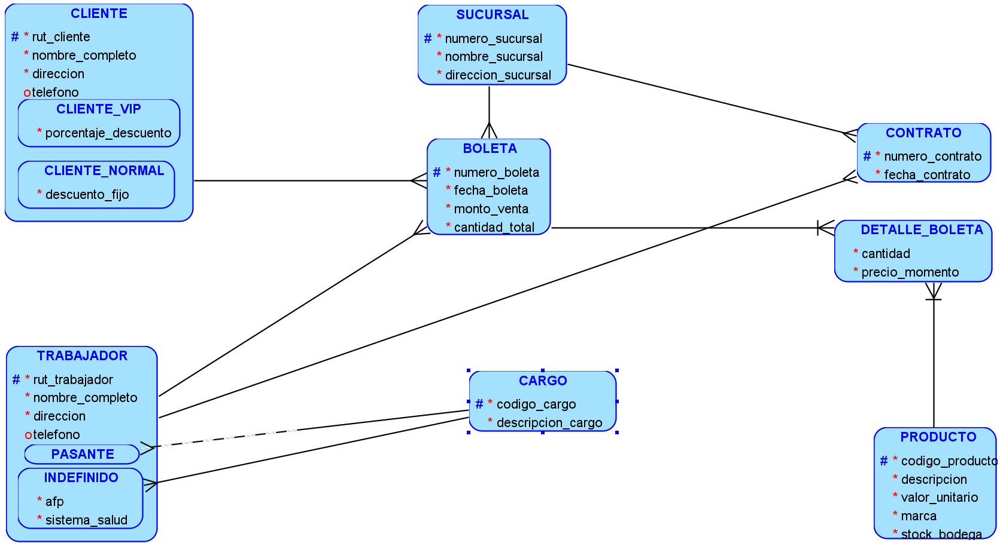 CLIENTE
# * rut_cliente
* nombre_completo
* direccion
o telefono
CLIENTE_VIP
* porcentaje_descuento
CLIENTE_NORMAL
* descuento_fijo
SUCURSAL
# * numero_sucursal
* nombre_sucursal
* direccion_sucursal
BOLETA
# * numero_boleta
* fecha_boleta
* monto_venta
* cantidad_total
CONTRATO
# * numero_contrato
* fecha_contrato
DETALLE_BOLETA
* cantidad
* precio_momento
TRABAJADOR
# * rut_trabajador
* nombre_completo
* direccion
o telefono
PASANTE
INDEFINIDO
* afp
* sistema_salud
CARGO
# * codigo_cargo
* descripcion_cargo
PRODUCTO
# * codigo_producto
* descripcion
* valor_unitario
* marca
* stock_bodega